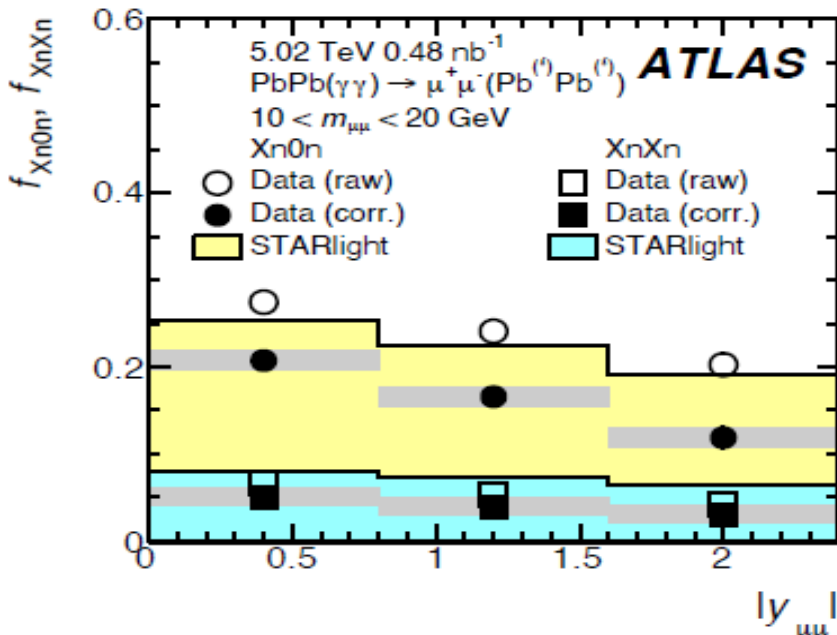 0.6
5.02 TeV 0.48 nb⁻¹
ATLAS
PbPb(γγ) → μ⁺μ⁻(Pb⁽'⁾Pb⁽'⁾)
10 < m_μμ < 20 GeV
Xn0n
XnXn
Data (raw)
Data (raw)
Data (corr.)
Data (corr.)
STARlight
STARlight
f_Xn0n, f_XnXn
0.4
0.2
0
0 0.5 1 1.5 2
|y_μμ|